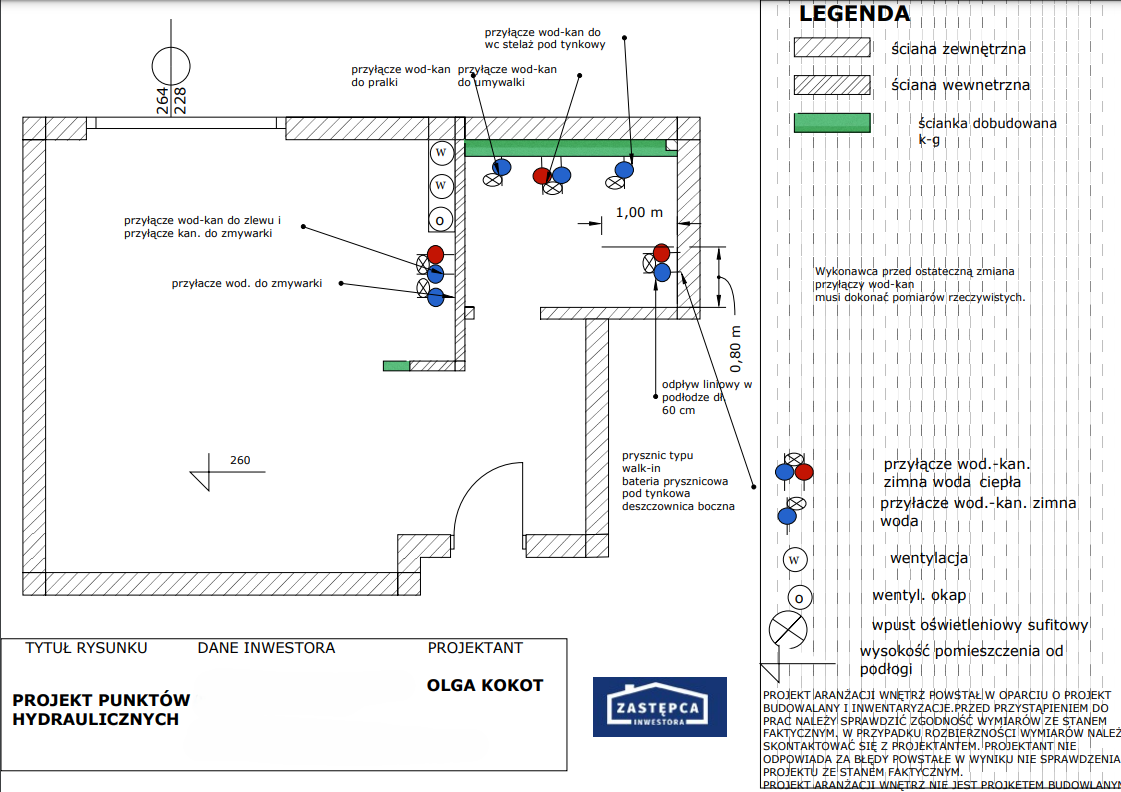 LEGENDA
ściana zewnętrzna
ściana wewnetrzna
ścianka dobudowana
k-g
przyłącze wod-kan do
wc stelaż pod tynkowy
przyłącze wod-kan
do pralki
przyłącze wod-kan
do umywalki
264
228
W
W
O
1,00 m
przyłącze wod-kan do zlewu i
przyłącze kan. do zmywarki
przyłacze wod. do zmywarki
0,80 m
Wykonawca przed ostateczną zmiana
przyłączy wod-kan
musi dokonać pomiarów rzeczywistych.
odpływ liniowy w
podłodze dł
60 cm
260
prysznic typu
walk-in
bateria prysznicowa
pod tynkowa
deszczownica boczna
przyłącze wod.-kan.
zimna woda ciepła
przyłacze wod.-kan. zimna
woda
W
wentylacja
O
wentyl. okap
wpust oświetleniowy sufitowy
wysokość pomieszczenia od
podłogi
TYTUŁ RYSUNKU
DANE INWESTORA
PROJEKTANT
PROJEKT PUNKTÓW
HYDRAULICZNYCH
OLGA KOKOT
ZASTĘPCA
INWESTORA
PROJEKT ARANŻACJI WNĘTRZ POWSTAŁ W OPARCIU O PROJEKT
BUDOWALANY I INWENTARYZACJE.PRZED PRZYSTĄPIENIEM DO
PRAC NALEŻY SPRAWDZIĆ ZGODNOŚĆ WYMIARÓW ZE STANEM
FAKTYCZNYM. W PRZYPADKU ROZBIERZNOŚCI WYMIARÓW NALEŻ
SKONTAKTOWAĆ SIĘ Z PROJEKTANTEM. PROJEKTANT NIE
ODPOWIADA ZA BŁĘDY POWSTAŁE W WYNIKU NIE SPRAWDZENIA
PROJEKTU ZE STANEM FAKTYCZNYM.
PROJEKT ARANŻACJI WNĘTRZ NIE JEST PROJKETEM BUDOWLANYM